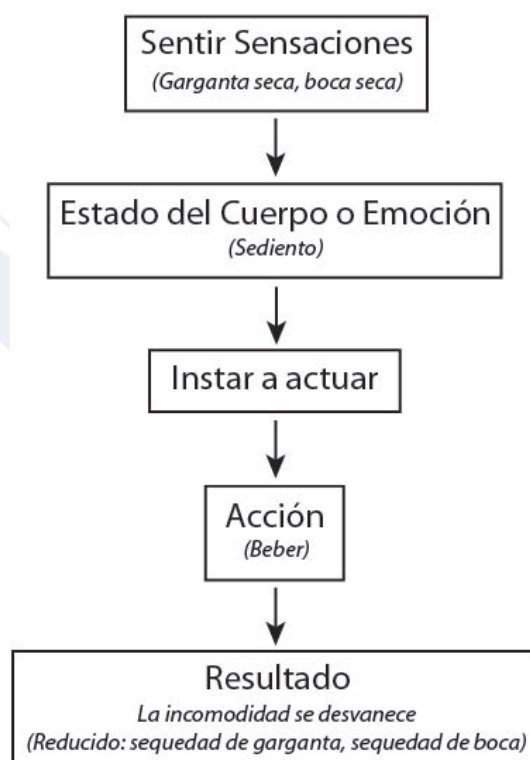 Sentir Sensaciones
(Garganta seca, boca seca)
Estado del Cuerpo o Emoción
(Sediento)
Instar a actuar
Acción
(Beber)
Resultado
La incomodidad se desvanece
(Reducido: sequedad de garganta, sequedad de boca)